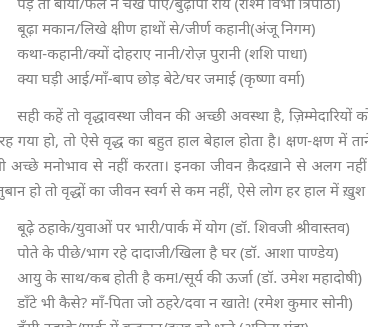 पेड़ तो बोया/फल न चख पाए/बुढ़ापा रोये (रश्मि विभा त्रिपाठी)
बूढ़ा मकान/लिखे क्षीण हाथों से/जीर्ण कहानी(अंजू निगम)
कथा-कहानी/क्यों दोहराए नानी/रोज़ पुरानी (शशि पाधा)
क्या घड़ी आई/माँ-बाप छोड़ बेटे/घर जमाई (कृष्णा वर्मा)
सही कहें तो वृद्धावस्था जीवन की अच्छी अवस्था है, ज़िम्मेदारियों को
रह गया हो, तो ऐसे वृद्ध का बहुत हाल बेहाल होता है। क्षण-क्षण में
अच्छे मनोभाव से नहीं करता। इनका जीवन क़ैदख़ाने से अलग नहीं
हो तो वृद्धों का जीवन स्वर्ग से कम नहीं, ऐसे लोग हर हाल में ख़ुश
बूढ़े ठहाके/युवाओं पर भारी/पार्क में योग (डॉ. शिवजी श्रीवास्तव)
पोते के पीछे/भाग रहे दादाजी/खिला है घर (डॉ. आशा पाण्डेय)
आयु के साथ/कब होती है कम!/सूर्य की ऊर्जा (डॉ. उमेश महादोषी)
डाँटे भी कैसे? माँ-पिता जो ठहरे/दवा न खाते! (रमेश कुमार सोनी)